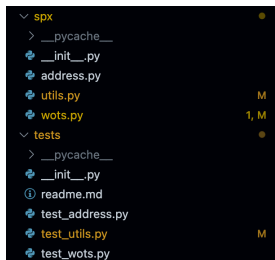 spx
__pycache__
__init__.py
address.py
utils.py M
wots.py 1, M
tests
__pycache__
__init__.py
readme.md
test_address.py
test_utils.py M
test_wots.py